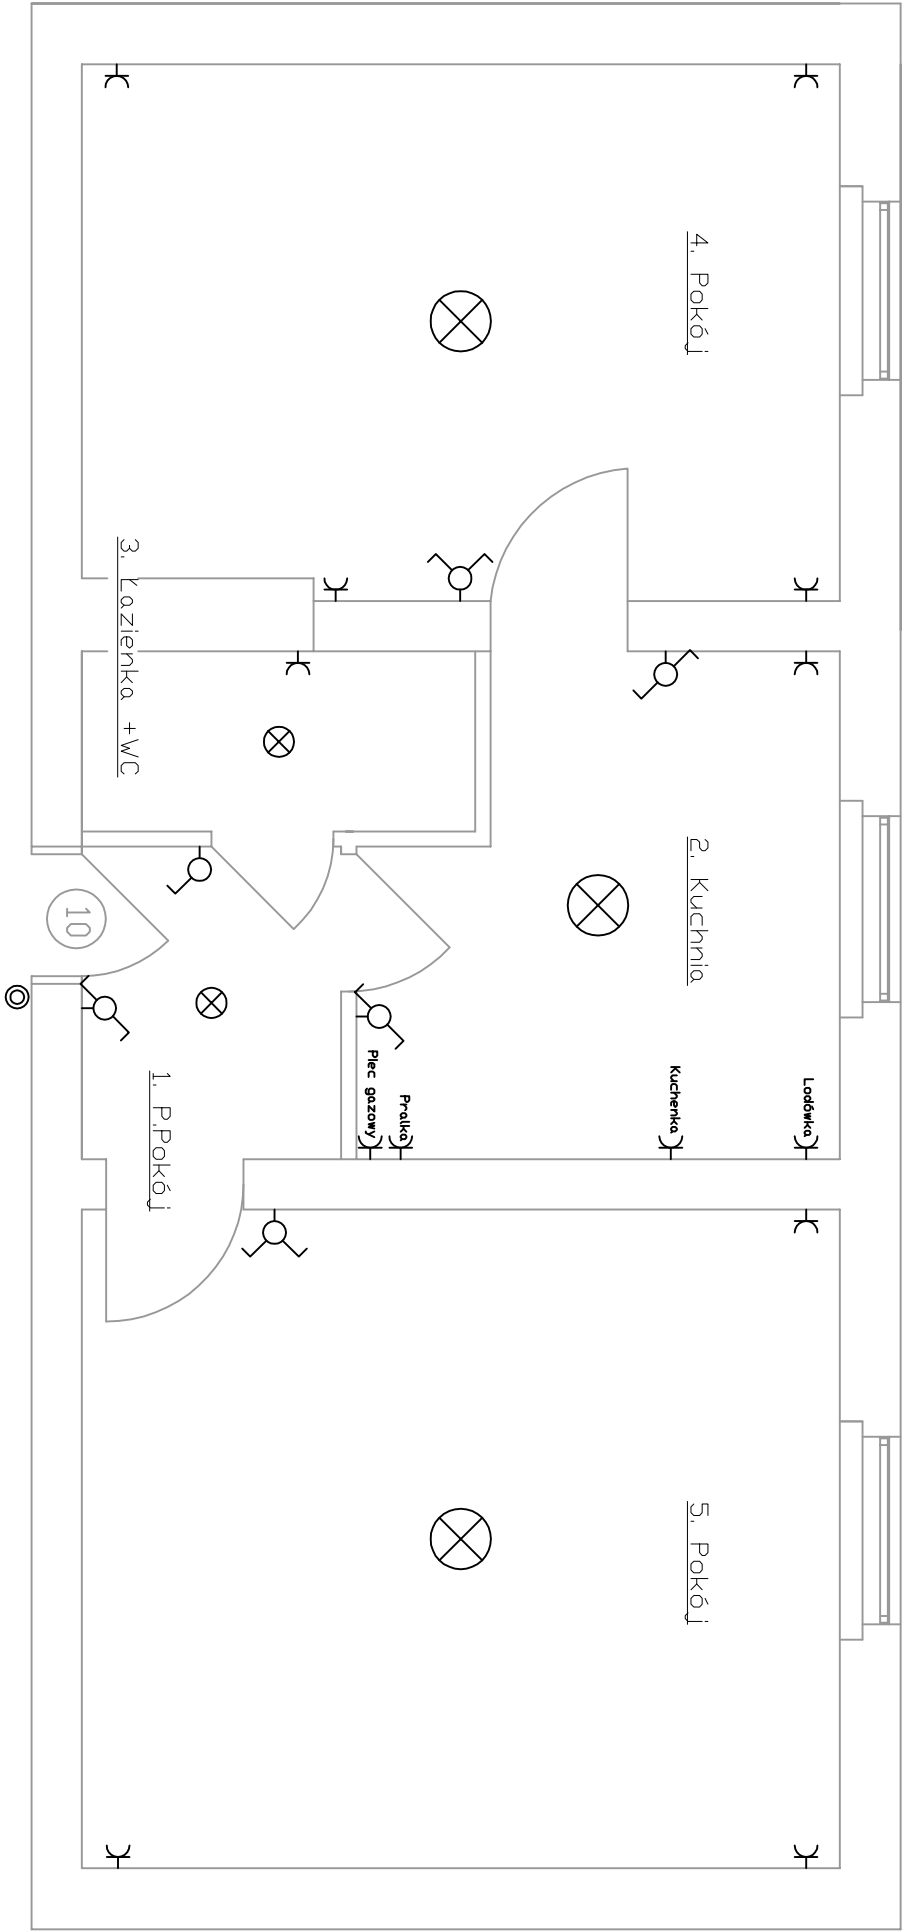 4. Pokój
3. Łazienka +WC
2. Kuchnia
10
Piec gazowy
Pralka
Kuchenka
Lodówka
1. P.Pokój
5. Pokój